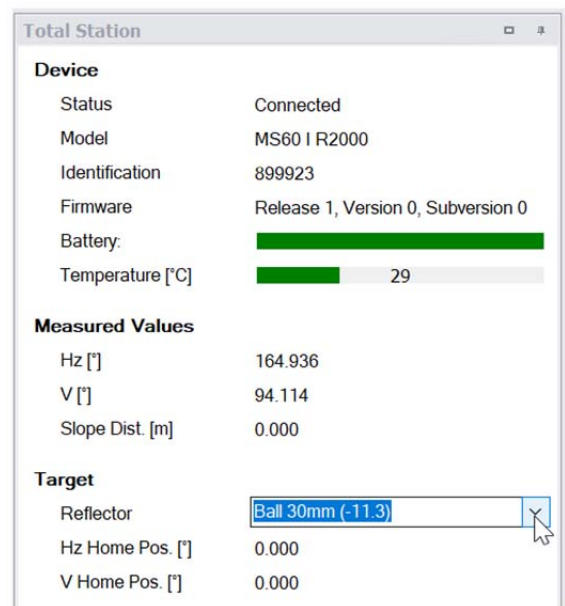 Total Station
Device
Status Connected
Model MS60 I R2000
Identification 899923
Firmware Release 1, Version 0, Subversion 0
Battery:
Temperature [°C] 29
Measured Values
Hz [°] 164.936
V [°] 94.114
Slope Dist. [m] 0.000
Target
Reflector Ball 30mm (-11.3)
Hz Home Pos. [°] 0.000
V Home Pos. [°] 0.000